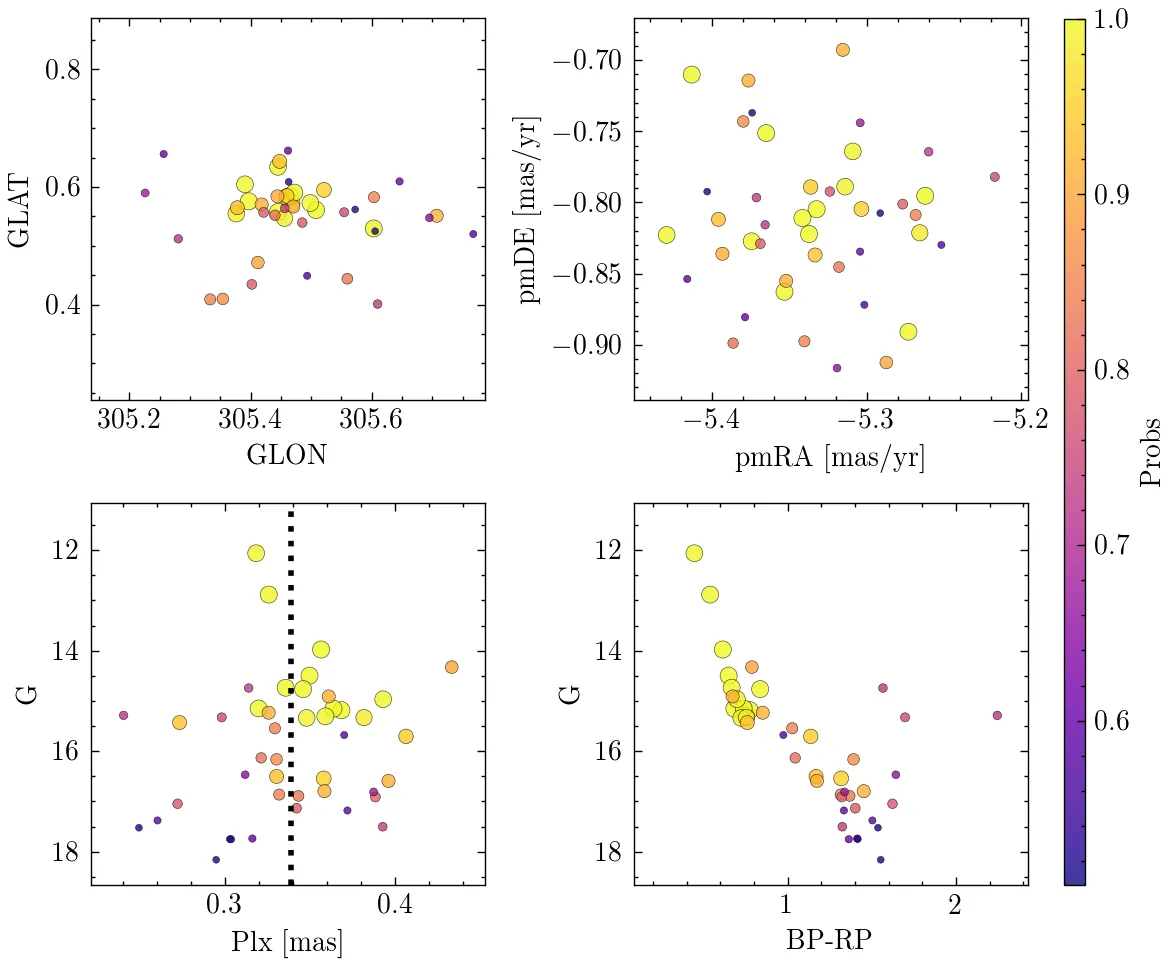 0.8
0.6
0.4
GLAT
305.2 305.4 305.6
GLON
−0.70
−0.75
−0.80
−0.85
−0.90
pmDE [mas/yr]
−5.4 −5.3 −5.2
pmRA [mas/yr]
12
14
16
18
G
0.3 0.4
Plx [mas]
12
14
16
18
G
1 2
BP-RP
1.0
0.9
0.8
0.7
0.6
Probs